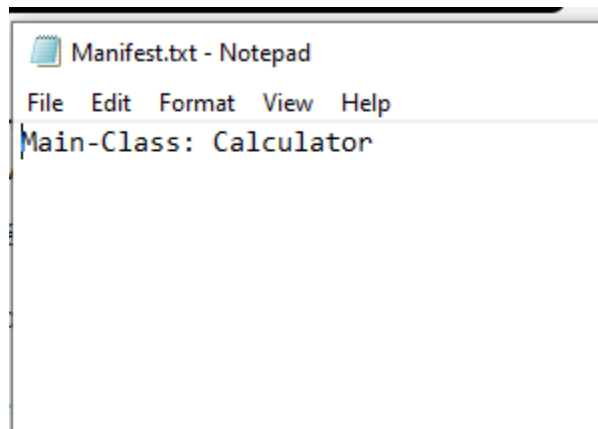 Manifest.txt - Notepad
File Edit Format View Help
Main-Class: Calculator